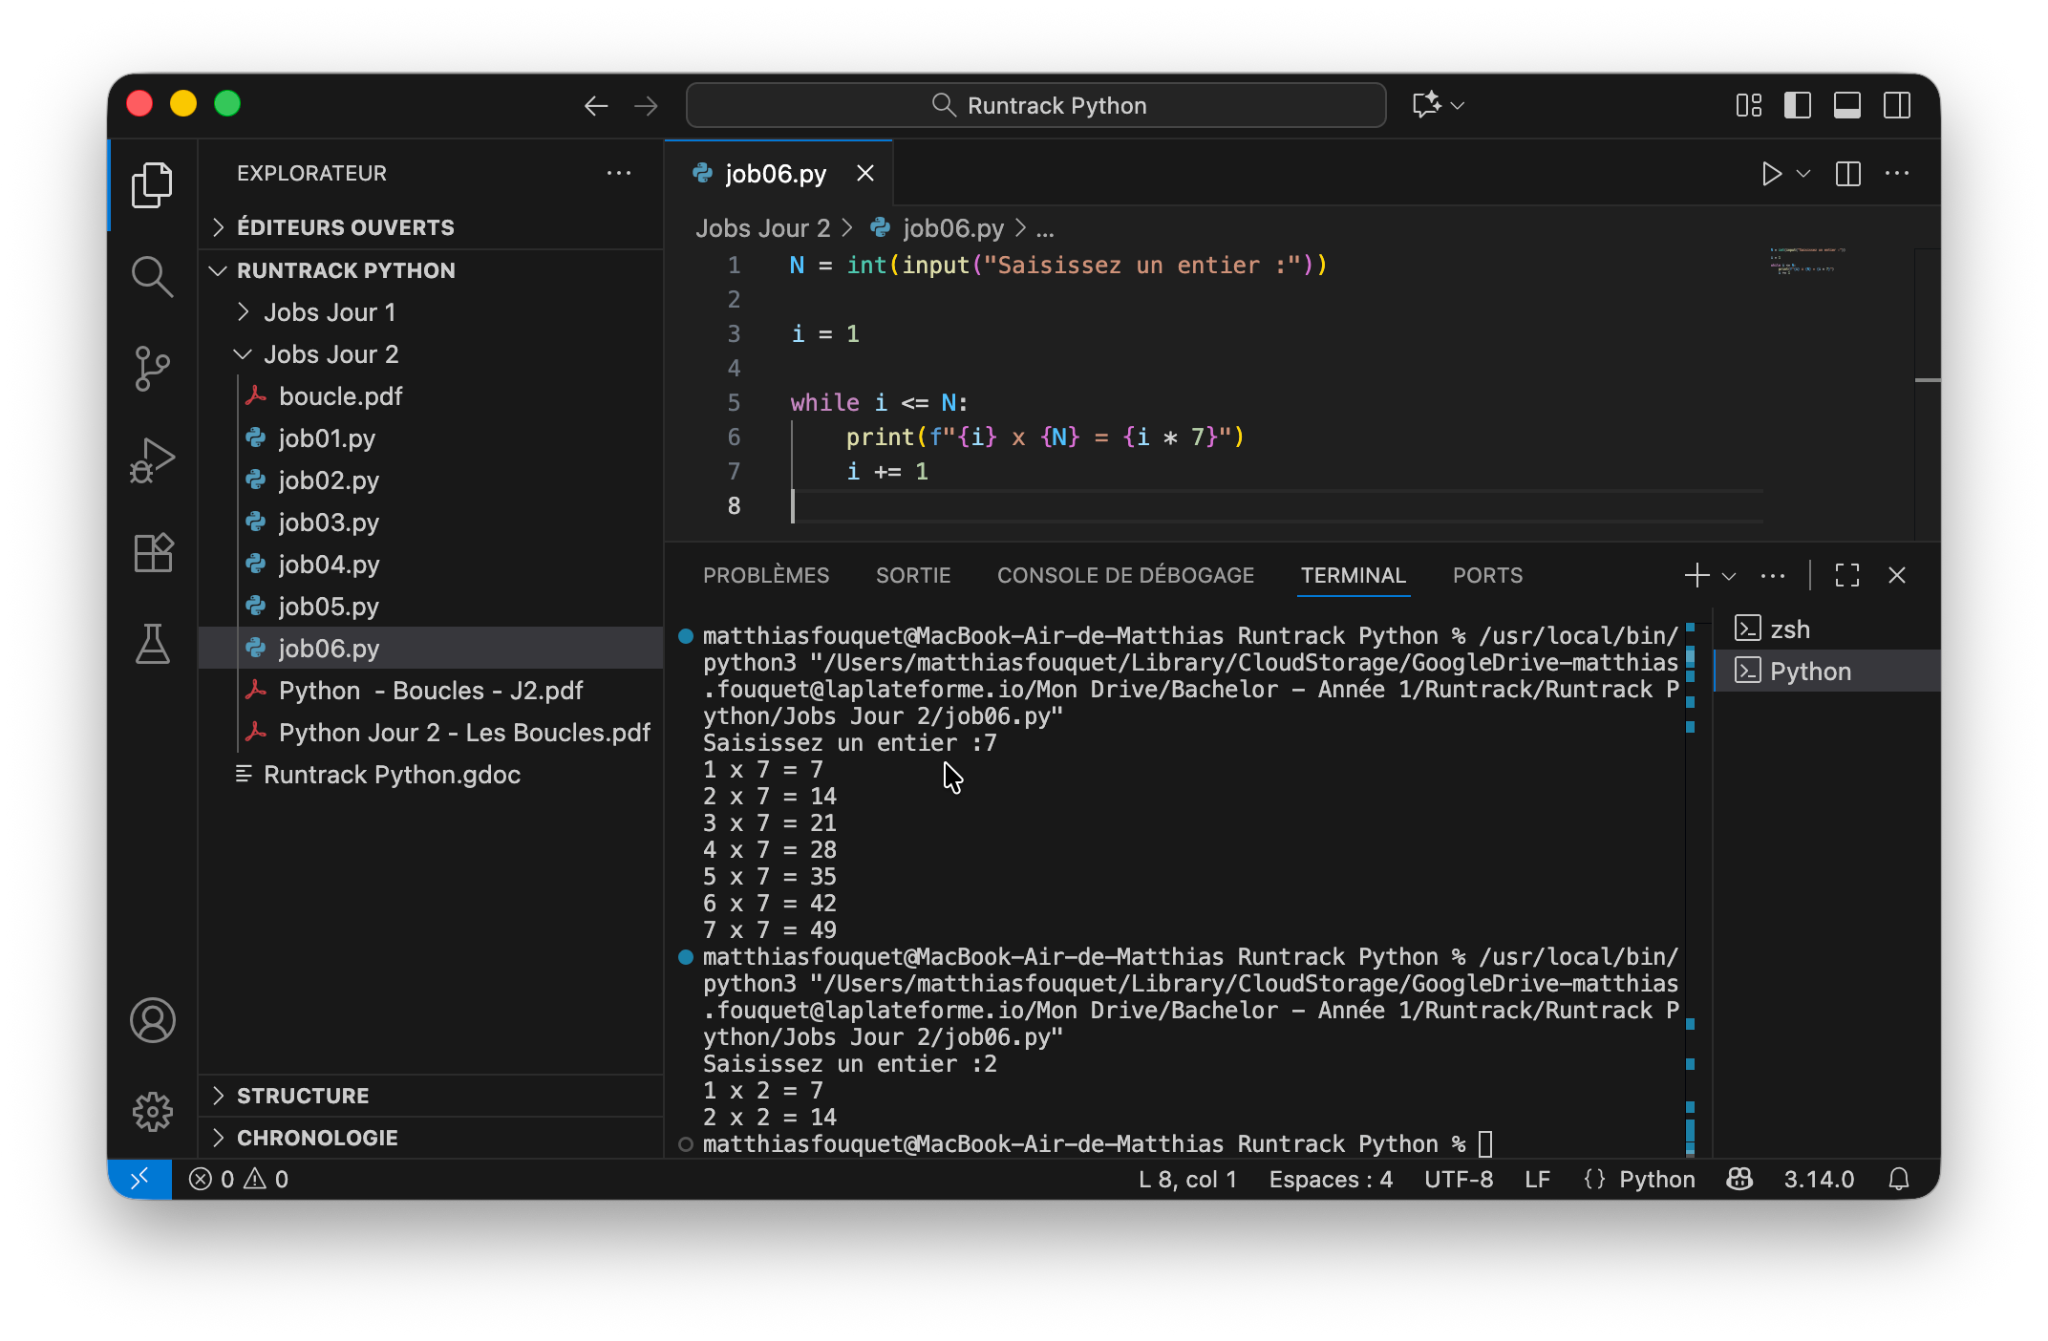 Runtrack Python
EXPLORATEUR
ÉDITEURS OUVERTS
RUNTRACK PYTHON
Jobs Jour 1
Jobs Jour 2
boucle.pdf
job01.py
job02.py
job03.py
job04.py
job05.py
job06.py
Python - Boucles - J2.pdf
Python Jour 2 - Les Boucles.pdf
Runtrack Python.gdoc
STRUCTURE
CHRONOLOGIE
job06.py
Jobs Jour 2 > job06.py > ...
1 N = int(input("Saisissez un entier :"))
2
3 i = 1
4
5 while i <= N:
6     print(f"{i} x {N} = {i * 7}")
7     i += 1
8
PROBLÈMES SORTIE CONSOLE DE DÉBOGAGE TERMINAL PORTS
matthiasfouquet@MacBook-Air-de-Matthias Runtrack Python % /usr/local/bin/
python3 "/Users/matthiasfouquet/Library/CloudStorage/GoogleDrive-matthias
.fouquet@laplateforme.io/Mon Drive/Bachelor - Année 1/Runtrack/Runtrack P
ython/Jobs Jour 2/job06.py"
Saisissez un entier :7
1 x 7 = 7
2 x 7 = 14
3 x 7 = 21
4 x 7 = 28
5 x 7 = 35
6 x 7 = 42
7 x 7 = 49
matthiasfouquet@MacBook-Air-de-Matthias Runtrack Python % /usr/local/bin/
python3 "/Users/matthiasfouquet/Library/CloudStorage/GoogleDrive-matthias
.fouquet@laplateforme.io/Mon Drive/Bachelor - Année 1/Runtrack/Runtrack P
ython/Jobs Jour 2/job06.py"
Saisissez un entier :2
1 x 2 = 7
2 x 2 = 14
matthiasfouquet@MacBook-Air-de-Matthias Runtrack Python %
zsh
Python
0 0 L 8, col 1 Espaces : 4 UTF-8 LF {} Python 3.14.0